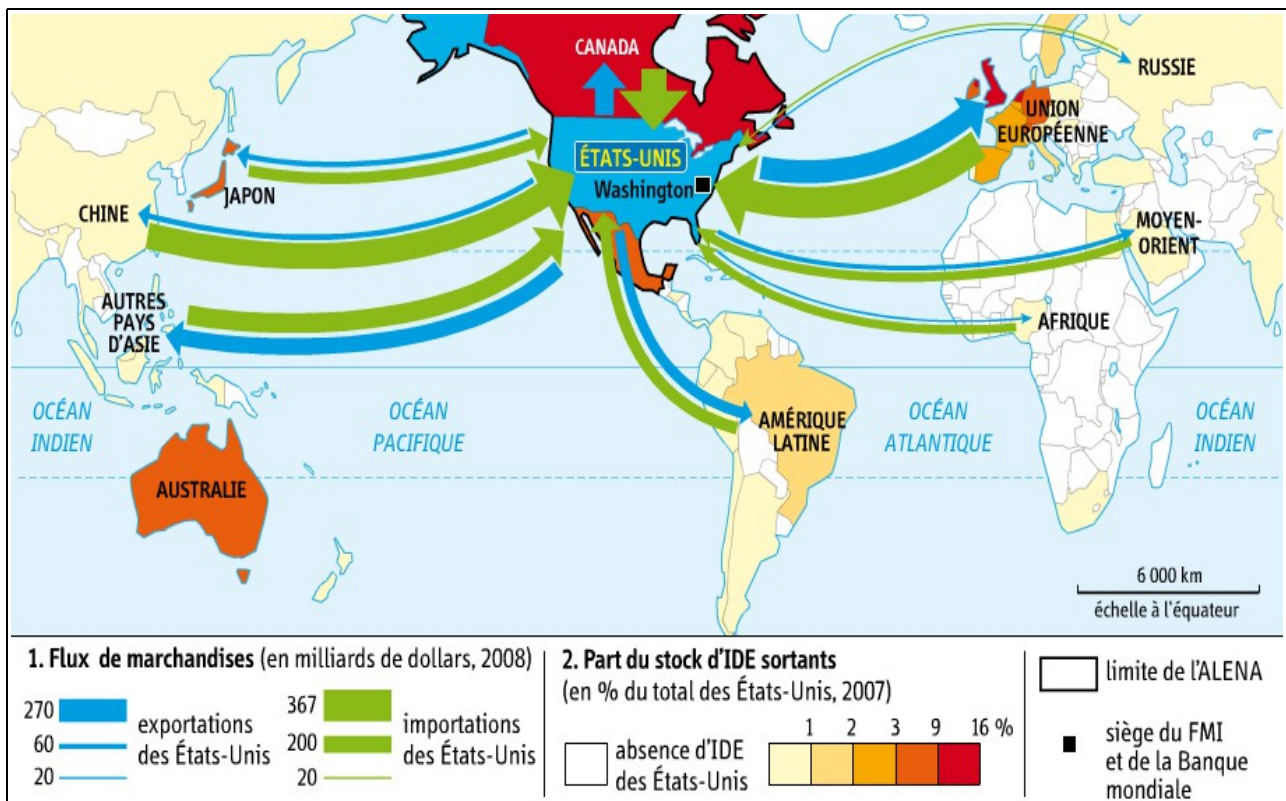 CANADA
RUSSIE
UNION
EUROPÉENNE
ÉTATS-UNIS
Washington
JAPON
CHINE
MOYEN-
ORIENT
AUTRES
PAYS
D'ASIE
AFRIQUE
OCÉAN
INDIEN
OCÉAN
PACIFIQUE
AMÉRIQUE
LATINE
OCÉAN
ATLANTIQUE
OCÉAN
INDIEN
AUSTRALIE
6 000 km
échelle à l'équateur
1. Flux de marchandises (en milliards de dollars, 2008)
270
60
20
exportations
des États-Unis
367
200
20
importations
des États-Unis
2. Part du stock d'IDE sortants
(en % du total des États-Unis, 2007)
absence d'IDE
des États-Unis
1 2 3 9 16 %
limite de l'ALENA
siège du FMI
et de la Banque
mondiale